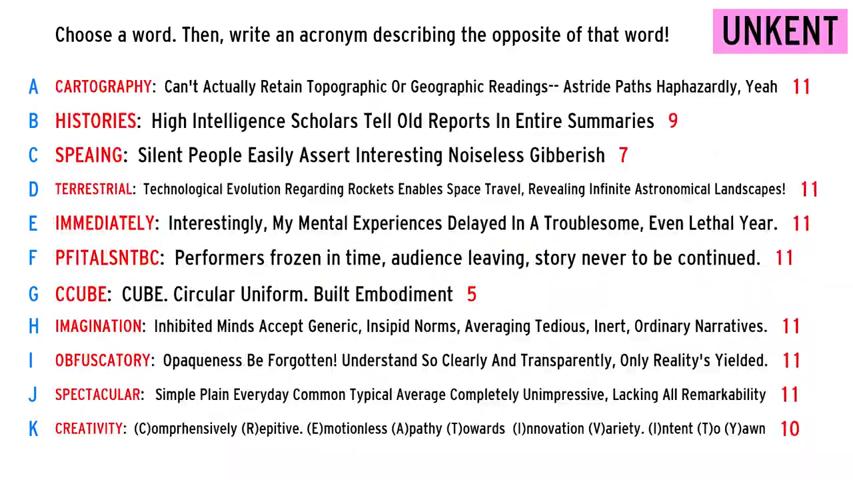 Choose a word. Then, write an acronym describing the opposite of that word!
UNKENT
A CARTOGRAPHY: Can't Actually Retain Topographic Or Geographic Readings-- Astride Paths Haphazardly, Yeah 11
B HISTORIES: High Intelligence Scholars Tell Old Reports In Entire Summaries 9
C SPEAING: Silent People Easily Assert Interesting Noiseless Gibberish 7
D TERRESTRIAL: Technological Evolution Regarding Rockets Enables Space Travel, Revealing Infinite Astronomical Landscapes! 11
E IMMEDIATELY: Interestingly, My Mental Experiences Delayed In A Troublesome, Even Lethal Year. 11
F PFITALSNTBC: Performers frozen in time, audience leaving, story never to be continued. 11
G CCUBE: CUBE. Circular Uniform. Built Embodiment 5
H IMAGINATION: Inhibited Minds Accept Generic, Insipid Norms, Averaging Tedious, Inert, Ordinary Narratives. 11
I OBFUSCATORY: Opaqueness Be Forgotten! Understand So Clearly And Transparently, Only Reality's Yielded. 11
J SPECTACULAR: Simple Plain Everyday Common Typical Average Completely Unimpressive, Lacking All Remarkability 11
K CREATIVITY: (C)omprhensively (R)epitive. (E)motionless (A)pathy (T)owards (I)nnovation (V)ariety. (I)ntent (T)o (Y)awn 10